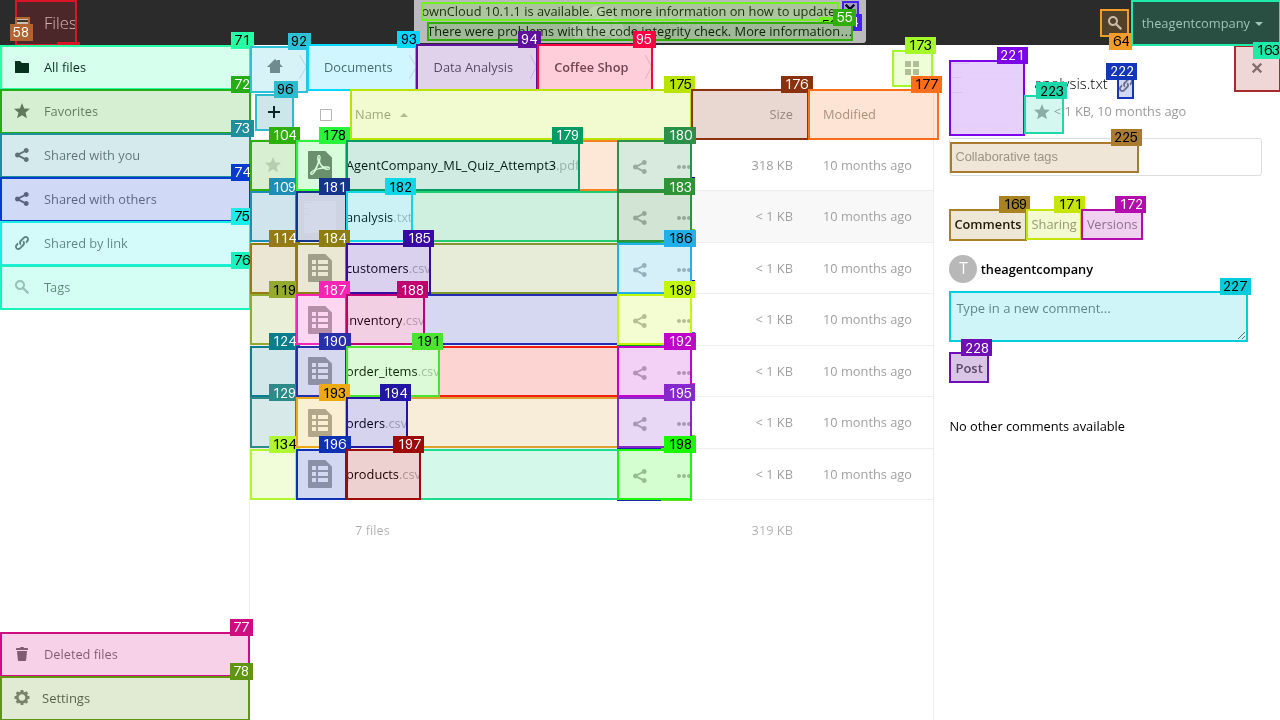 ownCloud 10.1.1 is available. Get more information on how to update.
There were problems with the code integrity check. More information…
55
58
Files
64
theagentcompany
163
71
All files
72
Favorites
73
Shared with you
74
Shared with others
75
Shared by link
76
Tags
77
Deleted files
78
Settings
92
93
Documents
94
Data Analysis
95
Coffee Shop
173
96
+
175
Name
176
Size
177
Modified
104
178
179
AgentCompany_ML_Quiz_Attempt3.pdf
180
318 KB
10 months ago
109
181
182
analysis.txt
183
< 1 KB
10 months ago
114
184
185
customers.csv
186
< 1 KB
10 months ago
119
187
188
inventory.csv
189
< 1 KB
10 months ago
124
190
191
order_items.csv
192
< 1 KB
10 months ago
129
193
194
orders.csv
195
< 1 KB
10 months ago
134
196
197
products.csv
198
< 1 KB
10 months ago
7 files
319 KB
221
analysis.txt
222
223
< 1 KB, 10 months ago
225
Collaborative tags
169
Comments
171
Sharing
172
Versions
T
theagentcompany
227
Type in a new comment…
228
Post
No other comments available